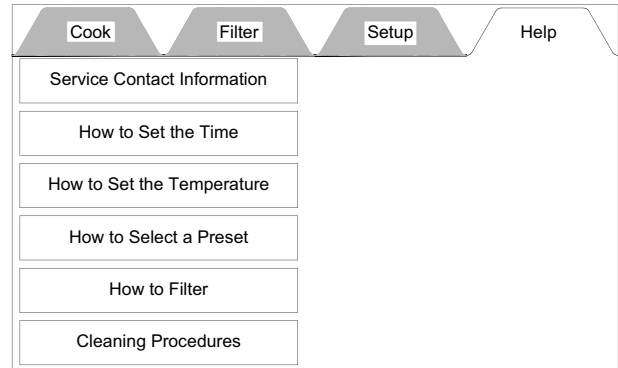 Cook Filter Setup Help
Service Contact Information
How to Set the Time
How to Set the Temperature
How to Select a Preset
How to Filter
Cleaning Procedures